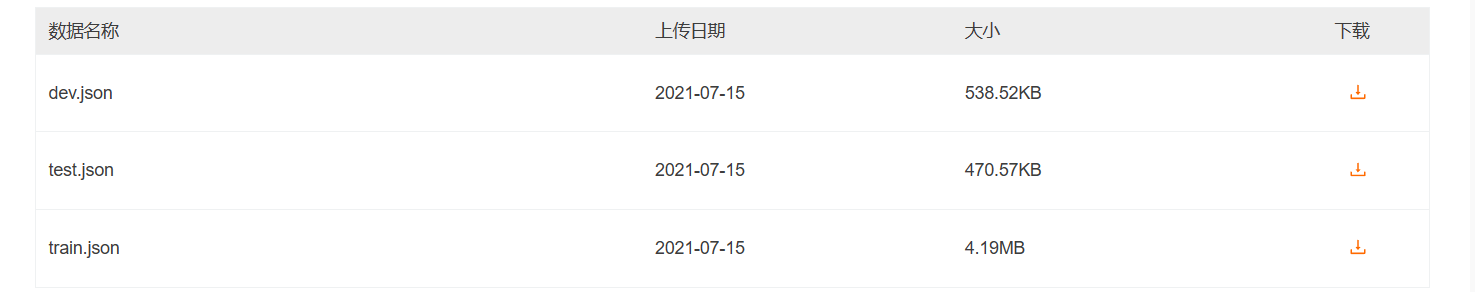 数据名称 上传日期 大小 下载
dev.json 2021-07-15 538.52KB
test.json 2021-07-15 470.57KB
train.json 2021-07-15 4.19MB